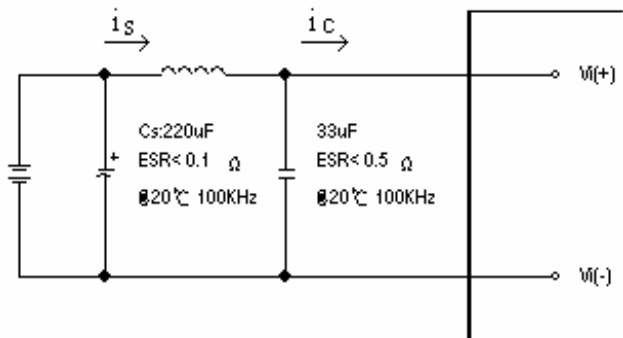 is
ic
Vi(+)
Cs:220uF
ESR<0.1 Ω
@20℃ 100KHz
33uF
ESR<0.5 Ω
@20℃ 100KHz
+
Vi(-)